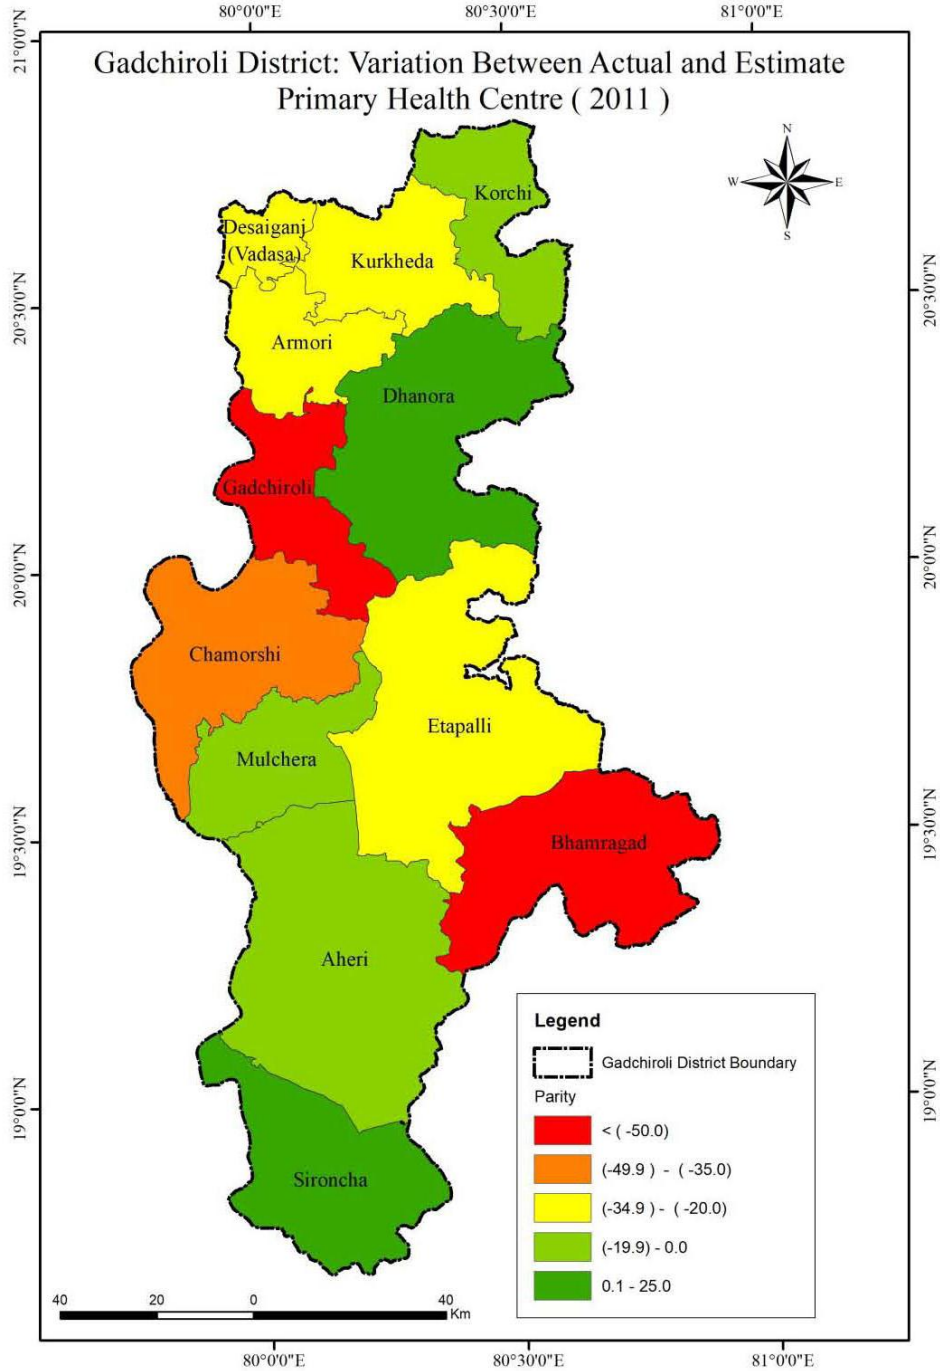 80°0'0"E 80°30'0"E 81°0'0"E
21°0'0"N
Gadchiroli District: Variation Between Actual and Estimate
Primary Health Centre ( 2011 )
N
W E
S
Korchi
Desaiganj
(Vadasa)
Kurkheda
20°30'0"N 20°30'0"N
Armori
Dhanora
Gadchiroli
20°0'0"N 20°0'0"N
Chamorshi
Etapalli
Mulchera
19°30'0"N 19°30'0"N
Bhamragad
Aheri
Legend
Gadchiroli District Boundary
Parity
19°0'0"N 19°0'0"N
< ( -50.0)
(-49.9 ) - ( -35.0)
Sironcha
(-34.9 ) - ( -20.0)
(-19.9) - 0.0
0.1 - 25.0
40 20 0 40
Km
80°0'0"E 80°30'0"E 81°0'0"E